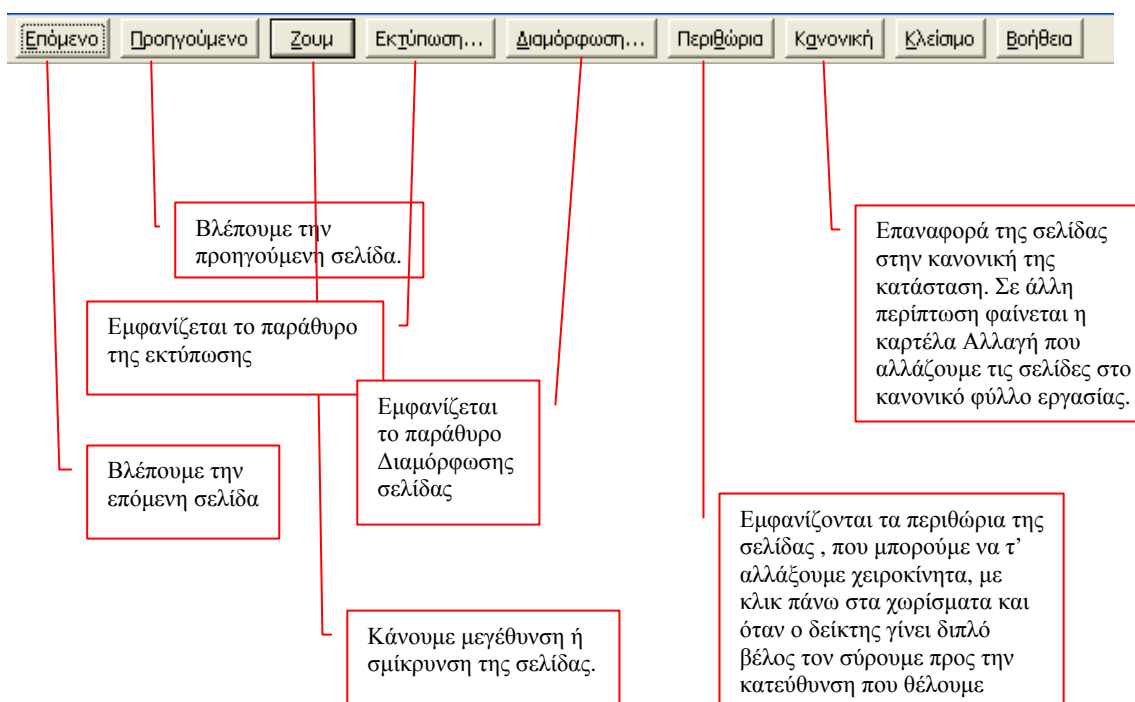 Επόμενο Προηγούμενο Ζουμ Εκτύπωση... Διαμόρφωση... Περιθώρια Κανονική Κλείσιμο Βοήθεια
Βλέπουμε την
προηγούμενη σελίδα.
Επαναφορά της σελίδας
στην κανονική της
κατάσταση. Σε άλλη
περίπτωση φαίνεται η
καρτέλα Αλλαγή που
αλλάζουμε τις σελίδες στο
κανονικό φύλλο εργασίας.
Εμφανίζεται το παράθυρο
της εκτύπωσης
Εμφανίζεται
το παράθυρο
Διαμόρφωσης
σελίδας
Βλέπουμε την
επόμενη σελίδα
Εμφανίζονται τα περιθώρια της
σελίδας , που μπορούμε να τ’
αλλάξουμε χειροκίνητα, με
κλικ πάνω στα χωρίσματα και
όταν ο δείκτης γίνει διπλό
βέλος τον σύρουμε προς την
κατεύθυνση που θέλουμε
Κάνουμε μεγέθυνση ή
σμίκρυνση της σελίδας.